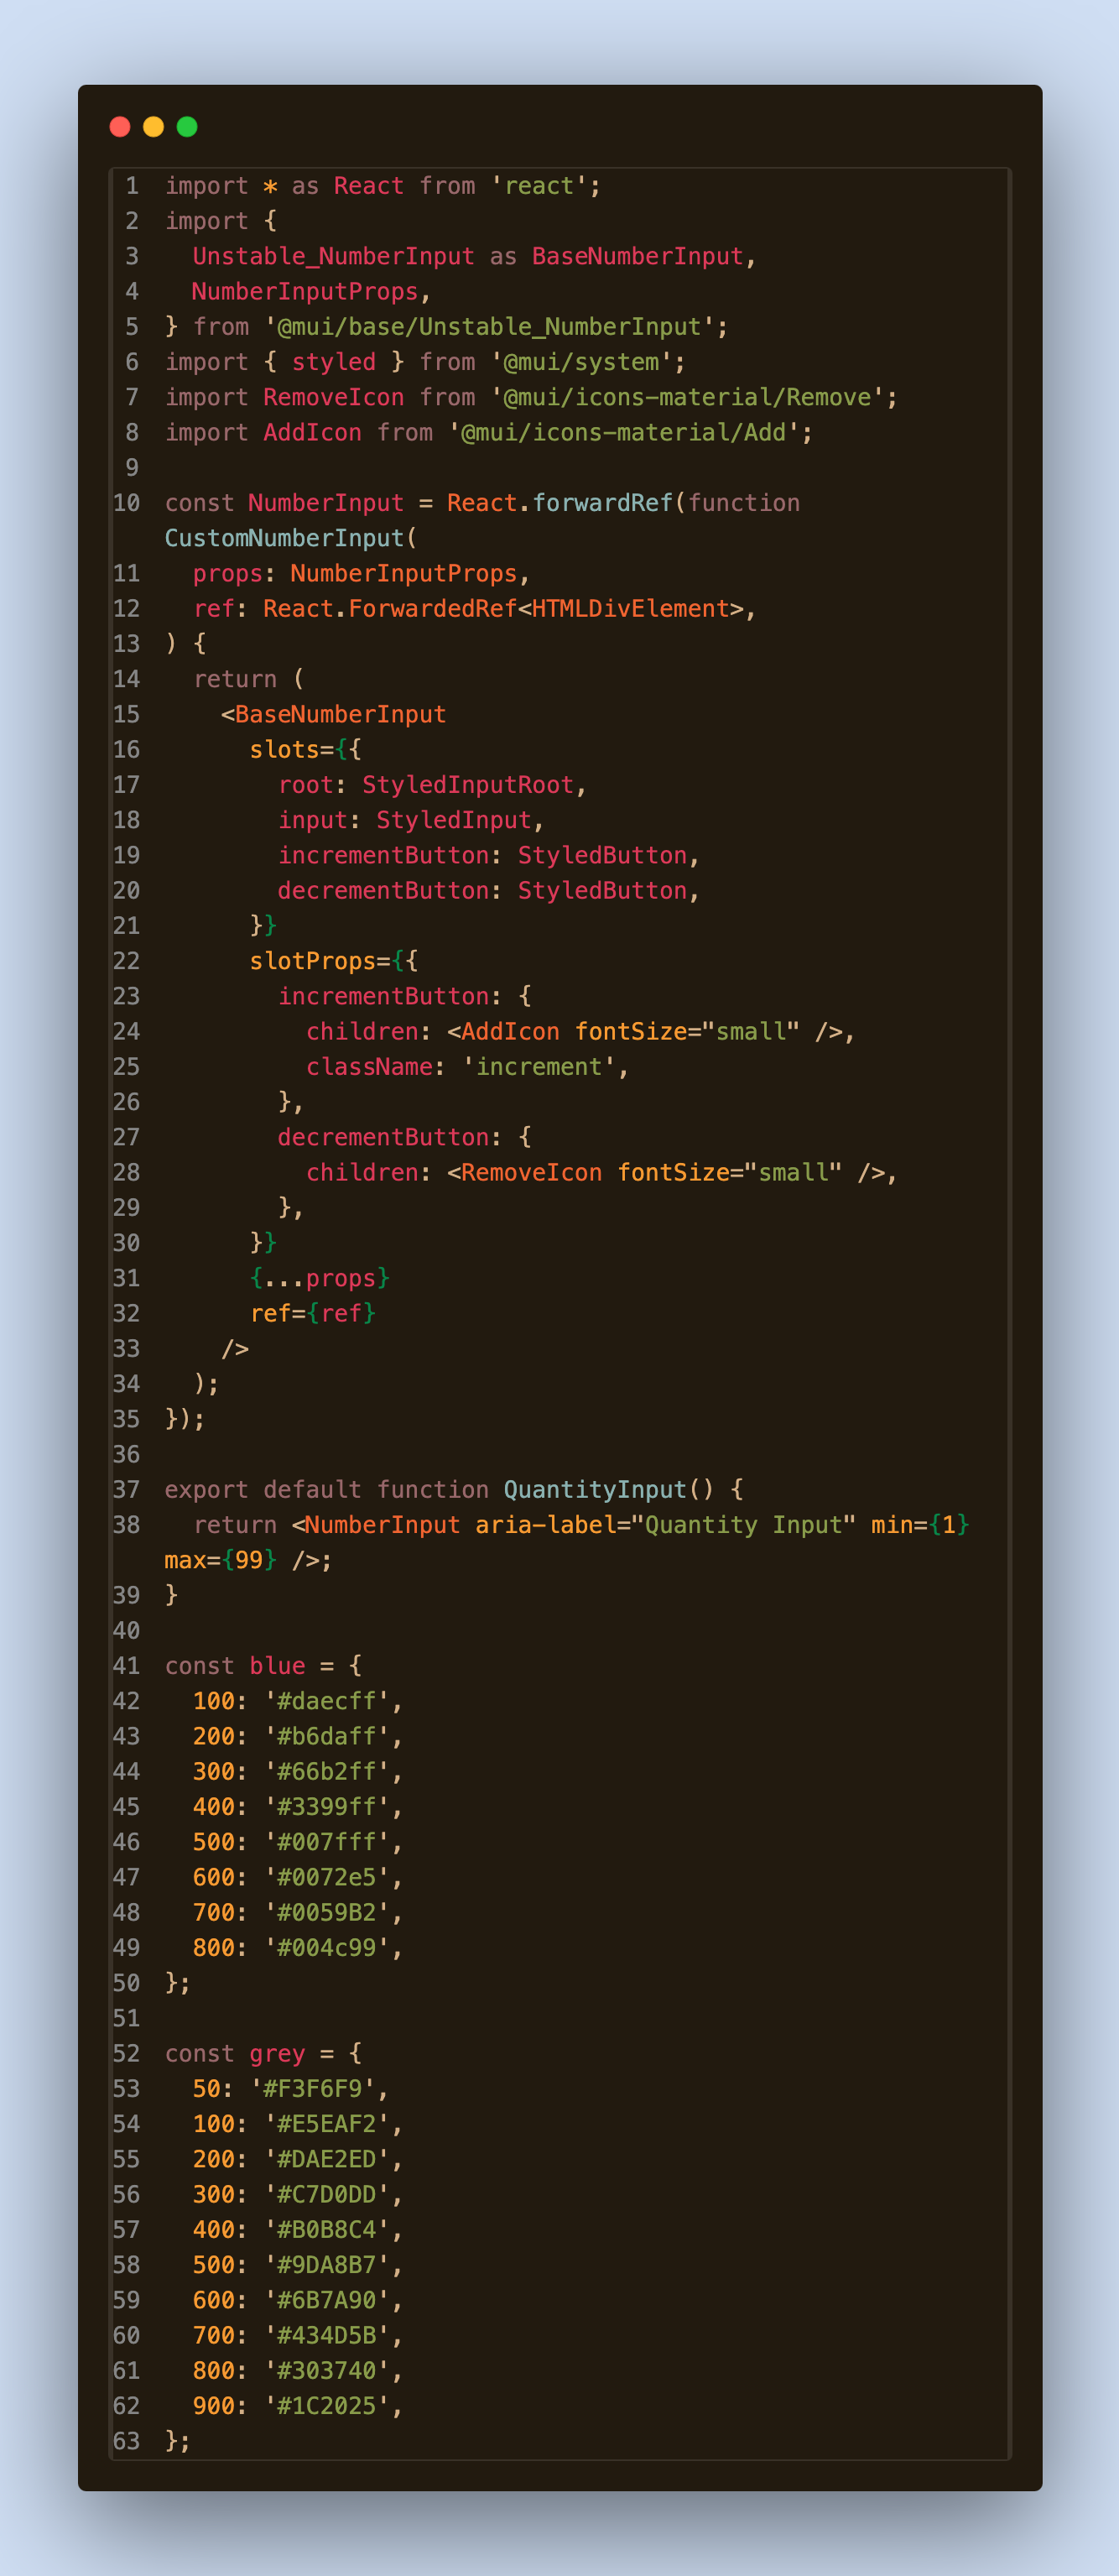 1 import * as React from 'react';
2 import {
3   Unstable_NumberInput as BaseNumberInput,
4   NumberInputProps,
5 } from '@mui/base/Unstable_NumberInput';
6 import { styled } from '@mui/system';
7 import RemoveIcon from '@mui/icons-material/Remove';
8 import AddIcon from '@mui/icons-material/Add';
9
10 const NumberInput = React.forwardRef(function
CustomNumberInput(
11   props: NumberInputProps,
12   ref: React.ForwardedRef<HTMLDivElement>,
13 ) {
14   return (
15     <BaseNumberInput
16       slots={{
17         root: StyledInputRoot,
18         input: StyledInput,
19         incrementButton: StyledButton,
20         decrementButton: StyledButton,
21       }}
22       slotProps={{
23         incrementButton: {
24           children: <AddIcon fontSize="small" />,
25           className: 'increment',
26         },
27         decrementButton: {
28           children: <RemoveIcon fontSize="small" />,
29         },
30       }}
31       {...props}
32       ref={ref}
33     />
34   );
35 });
36
37 export default function QuantityInput() {
38   return <NumberInput aria-label="Quantity Input" min={1}
max={99} />;
39 }
40
41 const blue = {
42   100: '#daecff',
43   200: '#b6daff',
44   300: '#66b2ff',
45   400: '#3399ff',
46   500: '#007fff',
47   600: '#0072e5',
48   700: '#0059B2',
49   800: '#004c99',
50 };
51
52 const grey = {
53   50: '#F3F6F9',
54   100: '#E5EAF2',
55   200: '#DAE2ED',
56   300: '#C7D0DD',
57   400: '#B0B8C4',
58   500: '#9DA8B7',
59   600: '#6B7A90',
60   700: '#434D5B',
61   800: '#303740',
62   900: '#1C2025',
63 };